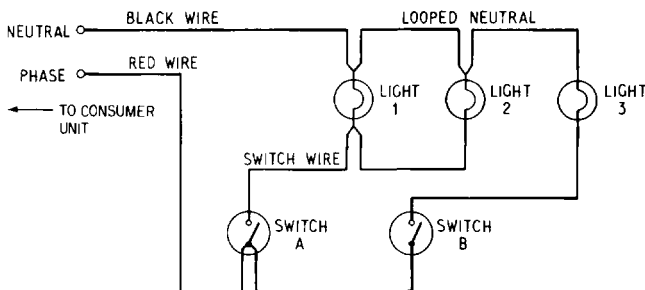 BLACK WIRE
LOOPED NEUTRAL
NEUTRAL
RED WIRE
PHASE
TO CONSUMER
UNIT
LIGHT
1
LIGHT
2
LIGHT
3
SWITCH WIRE
SWITCH
A
SWITCH
B